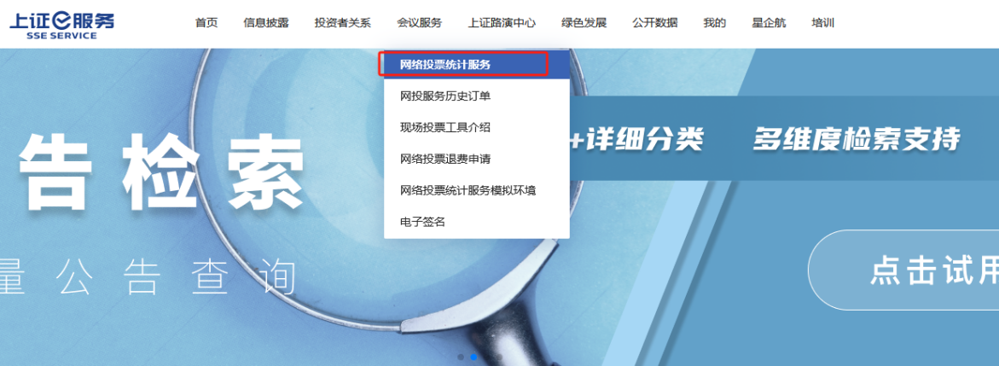 上证e服务
SSE SERVICE
首页 信息披露 投资者关系 会议服务 上证路演中心 绿色发展 公开数据 我的 星企航 培训
网络投票统计服务
网投服务历史订单
现场投票工具介绍
网络投票退费申请
网络投票统计服务模拟环境
电子签名
告检索
+详细分类 多维度检索支持
量公告查询
点击试用